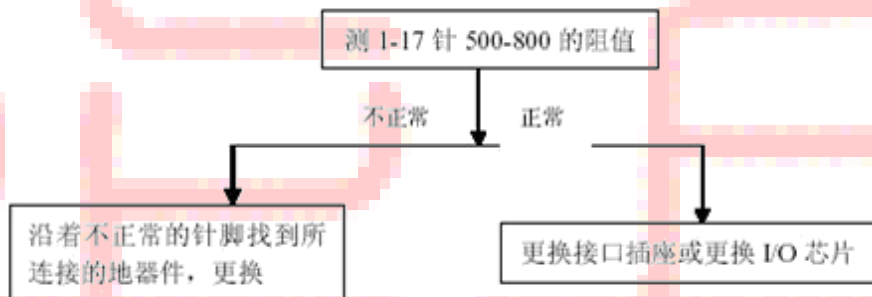 测 1-17 针 500-800 的阻值
不正常
正常
沿着不正常的针脚找到所
连接的地器件，更换
更换接口插座或更换 I/O 芯片